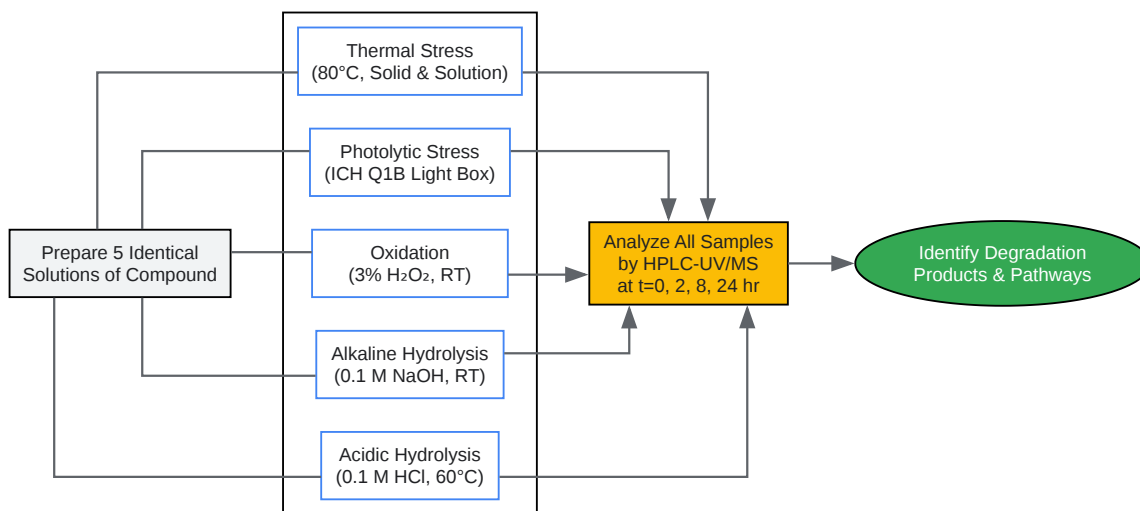 Prepare 5 Identical
Solutions of Compound
Thermal Stress
(80°C, Solid & Solution)
Photolytic Stress
(ICH Q1B Light Box)
Oxidation
(3% H₂O₂, RT)
Alkaline Hydrolysis
(0.1 M NaOH, RT)
Acidic Hydrolysis
(0.1 M HCl, 60°C)
Analyze All Samples
by HPLC-UV/MS
at t=0, 2, 8, 24 hr
Identify Degradation
Products & Pathways